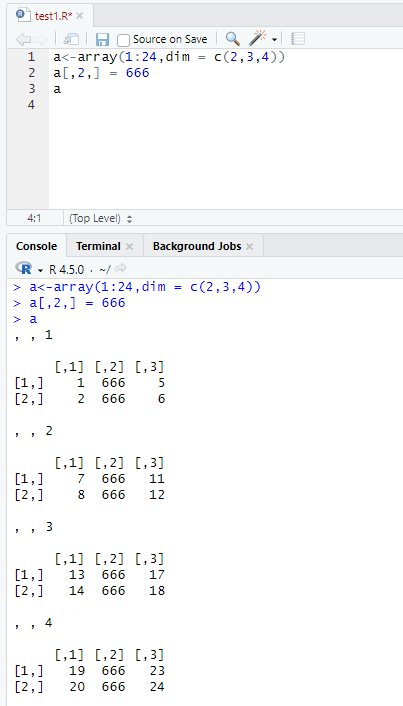 test1.R* ×
Source on Save
1 a<-array(1:24,dim = c(2,3,4))
2 a[,2,] = 666
3 a
4
4:1 (Top Level)
Console Terminal × Background Jobs ×
R R 4.5.0 · ~/
> a<-array(1:24,dim = c(2,3,4))
> a[,2,] = 666
> a
, , 1
[,1] [,2] [,3]
[1,] 1 666 5
[2,] 2 666 6
, , 2
[,1] [,2] [,3]
[1,] 7 666 11
[2,] 8 666 12
, , 3
[,1] [,2] [,3]
[1,] 13 666 17
[2,] 14 666 18
, , 4
[,1] [,2] [,3]
[1,] 19 666 23
[2,] 20 666 24